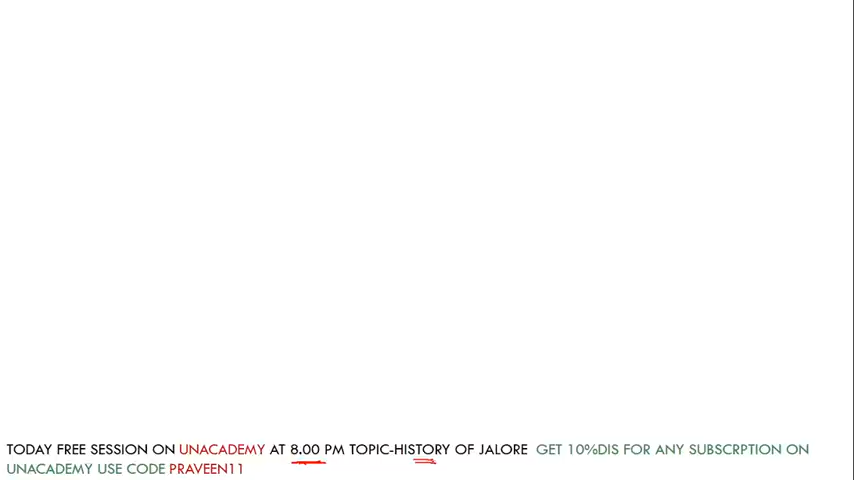 TODAY FREE SESSION ON UNACADEMY AT 8.00 PM TOPIC-HISTORY OF JALORE GET 10%DIS FOR ANY SUBSCRPTION ON
UNACADEMY USE CODE PRAVEEN11